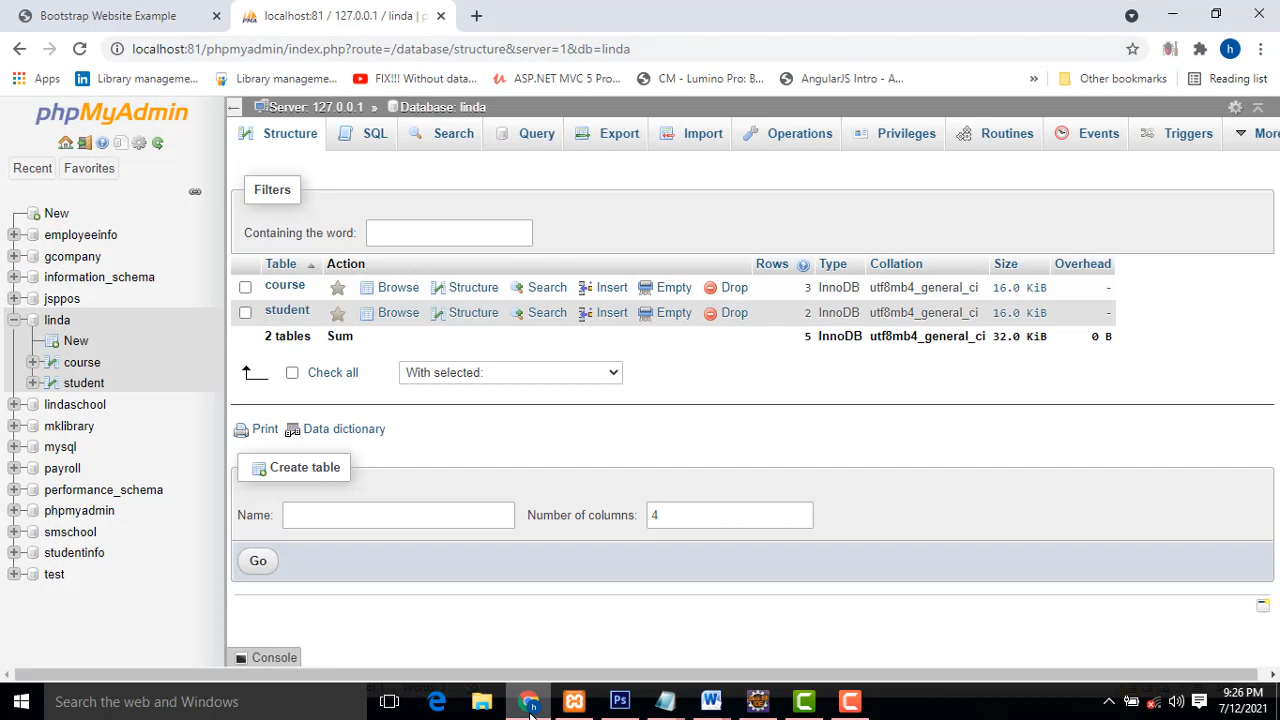 Bootstrap Website Example
localhost:81 / 127.0.0.1 / linda | p
localhost:81/phpmyadmin/index.php?route=/database/structure&server=1&db=linda
h
Apps
Library manageme...
Library manageme...
FIX!!! Without data...
ASP.NET MVC 5 Pro...
CM - Lumino Pro: B...
AngularJS Intro - A...
»
Other bookmarks
Reading list
phpMyAdmin
Recent
Favorites
New
employeeinfo
gcompany
information_schema
jsppos
linda
New
course
student
lindaschool
mklibrary
mysql
payroll
performance_schema
phpmyadmin
smschool
studentinfo
test
Server: 127.0.0.1 » Database: linda
Structure
SQL
Search
Query
Export
Import
Operations
Privileges
Routines
Events
Triggers
Mor
Filters
Containing the word:
Table Action Rows Type Collation Size Overhead
course Browse Structure Search Insert Empty Drop 3 InnoDB utf8mb4_general_ci 16.0 KiB -
student Browse Structure Search Insert Empty Drop 2 InnoDB utf8mb4_general_ci 16.0 KiB -
2 tables Sum 5 InnoDB utf8mb4_general_ci 32.0 KiB 0 B
Check all
With selected:
Print
Data dictionary
Create table
Name:
Number of columns: 4
Go
Console
Search the web and Windows
h
Ps
W
C
C
9:26 PM
7/12/2021